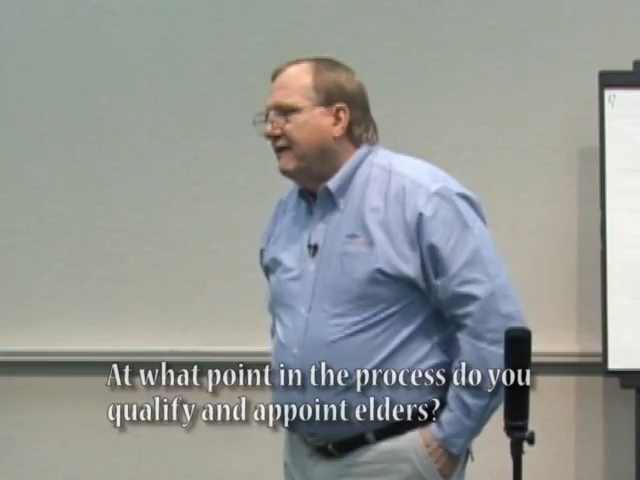 At what point in the process do you
qualify and appoint elders?